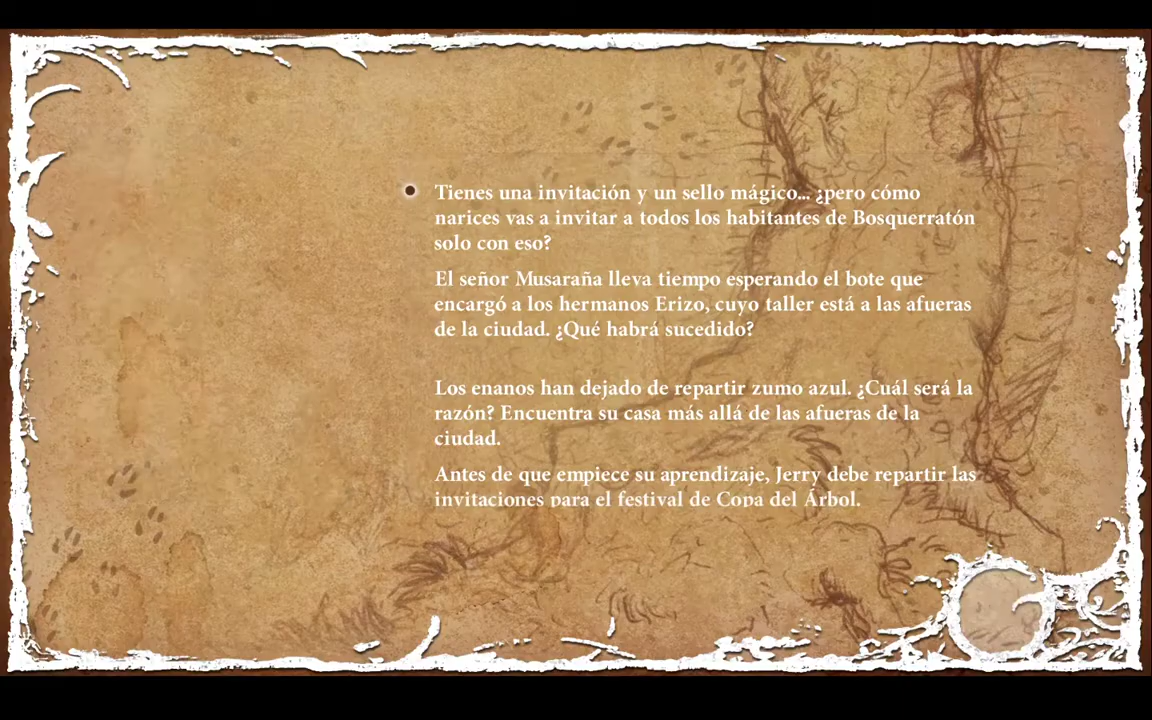 Tienes una invitación y un sello mágico... ¿pero cómo
narices vas a invitar a todos los habitantes de Bosquerratón
solo con eso?
El señor Musaraña lleva tiempo esperando el bote que
encargó a los hermanos Erizo, cuyo taller está a las afueras
de la ciudad. ¿Qué habrá sucedido?
Los enanos han dejado de repartir zumo azul. ¿Cuál será la
razón? Encuentra su casa más allá de las afueras de la
ciudad.
Antes de que empiece su aprendizaje, Jerry debe repartir las
invitaciones para el festival de Copa del Árbol.